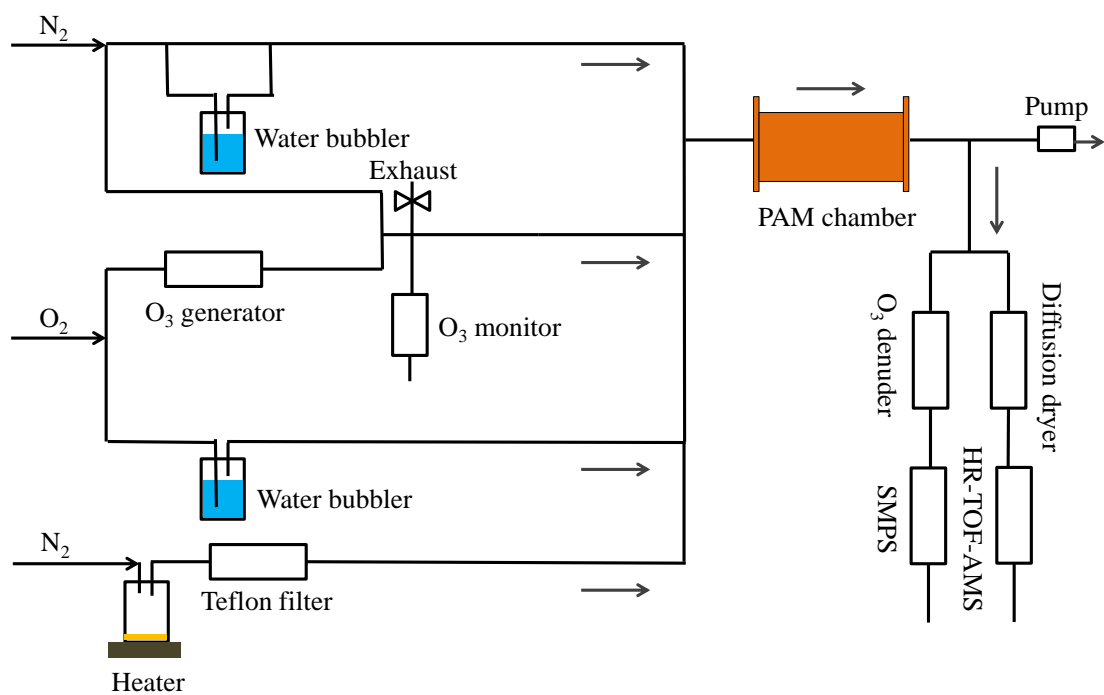 N₂
Water bubbler
Exhaust
O₃ generator
O₂
O₃ monitor
Water bubbler
N₂
Teflon filter
Heater
PAM chamber
Pump
O₃ denuder
Diffusion dryer
SMPS
HR-TOF-AMS